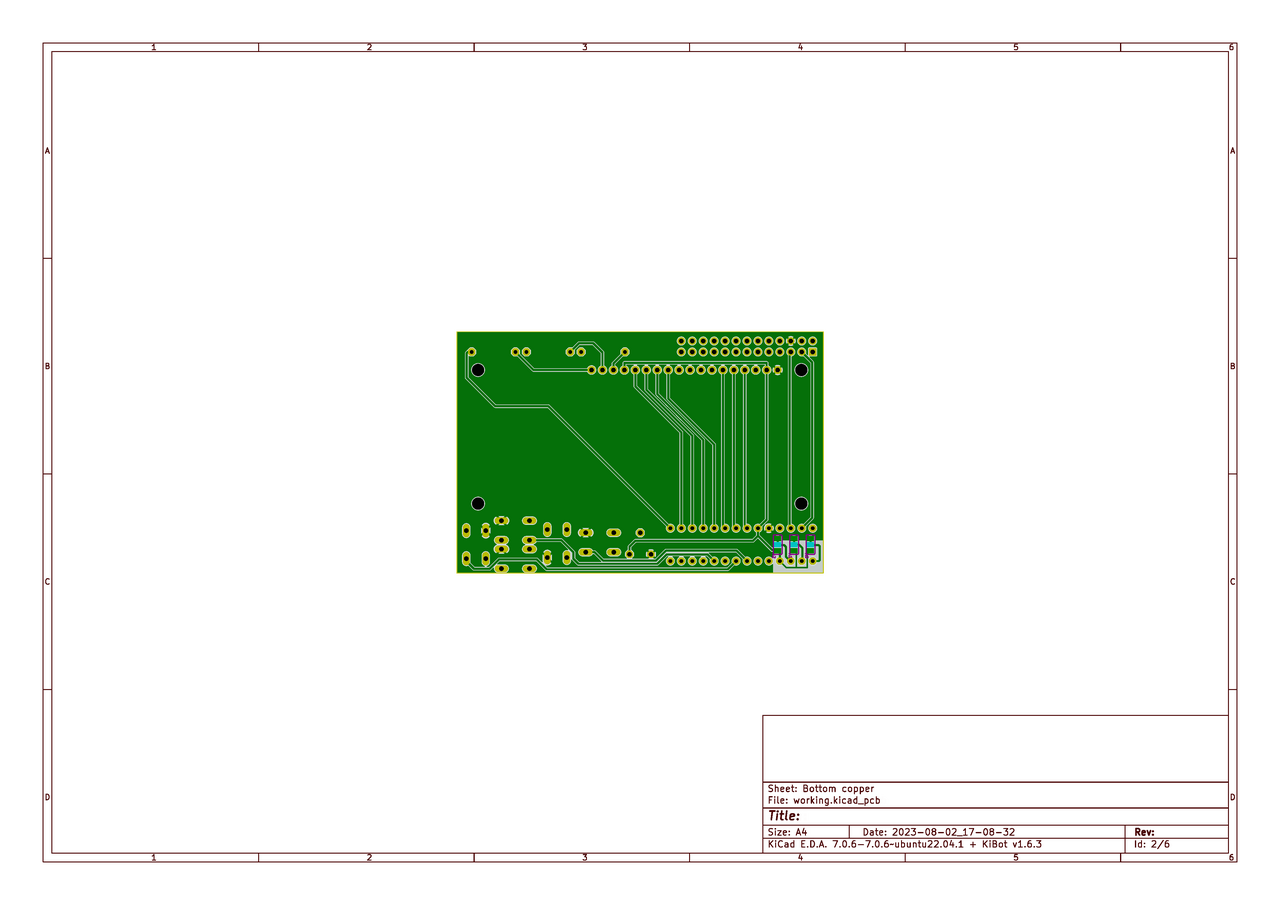 1 2 3 4 5 6
A A
B B
C C
D D
Sheet: Bottom copper
File: working.kicad_pcb
Title:
Size: A4 Date: 2023-08-02_17-08-32 Rev:
KiCad E.D.A. 7.0.6-7.0.6~ubuntu22.04.1 + KiBot v1.6.3 Id: 2/6
1 2 3 4 5 6